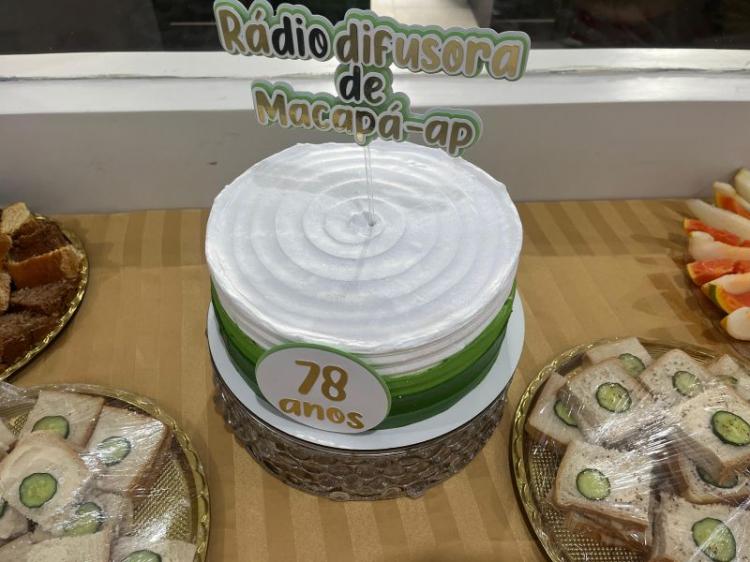 Rádio difusora
de
Macapá-ap
78
anos